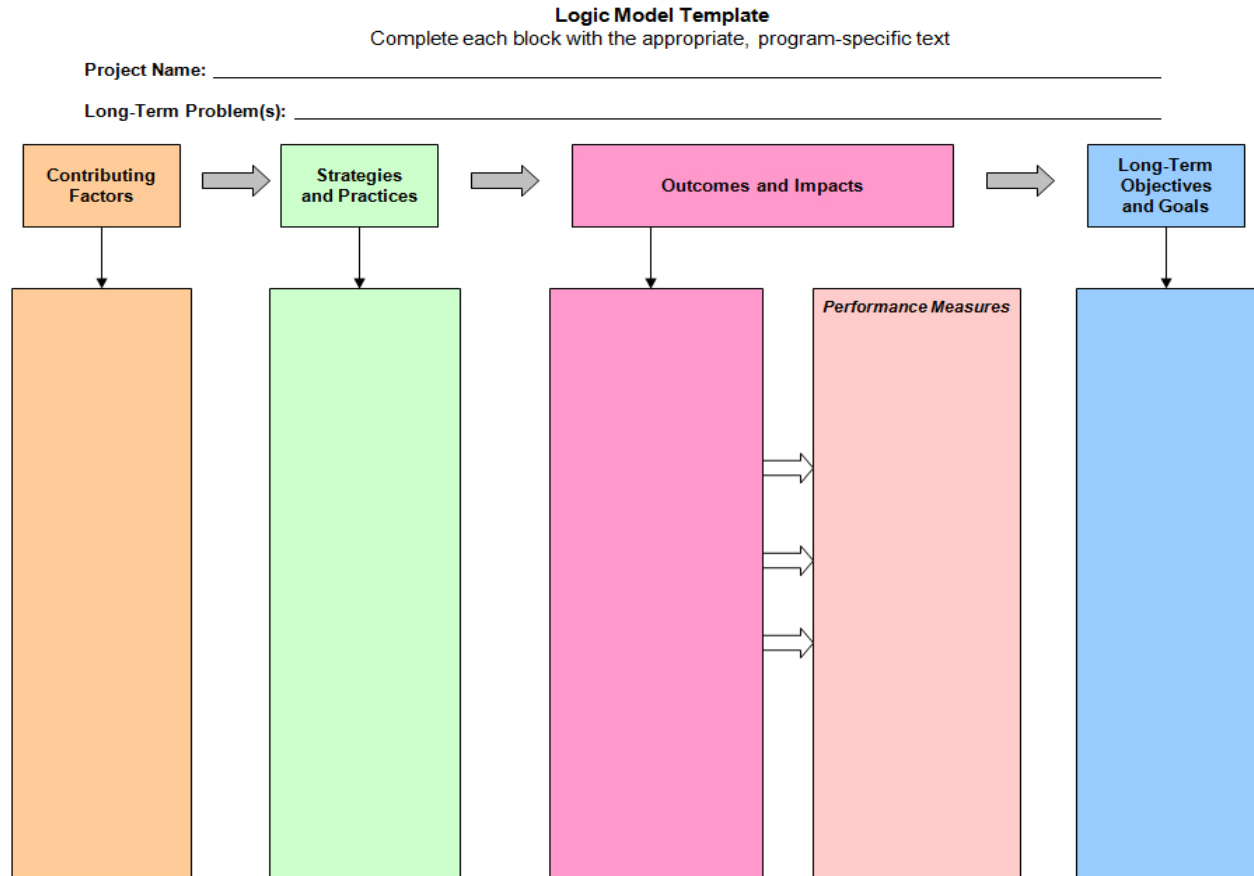 Logic Model Template
Complete each block with the appropriate, program-specific text
Project Name:
Long-Term Problem(s):
Contributing
Factors
Strategies
and Practices
Outcomes and Impacts
Long-Term
Objectives
and Goals
Performance Measures